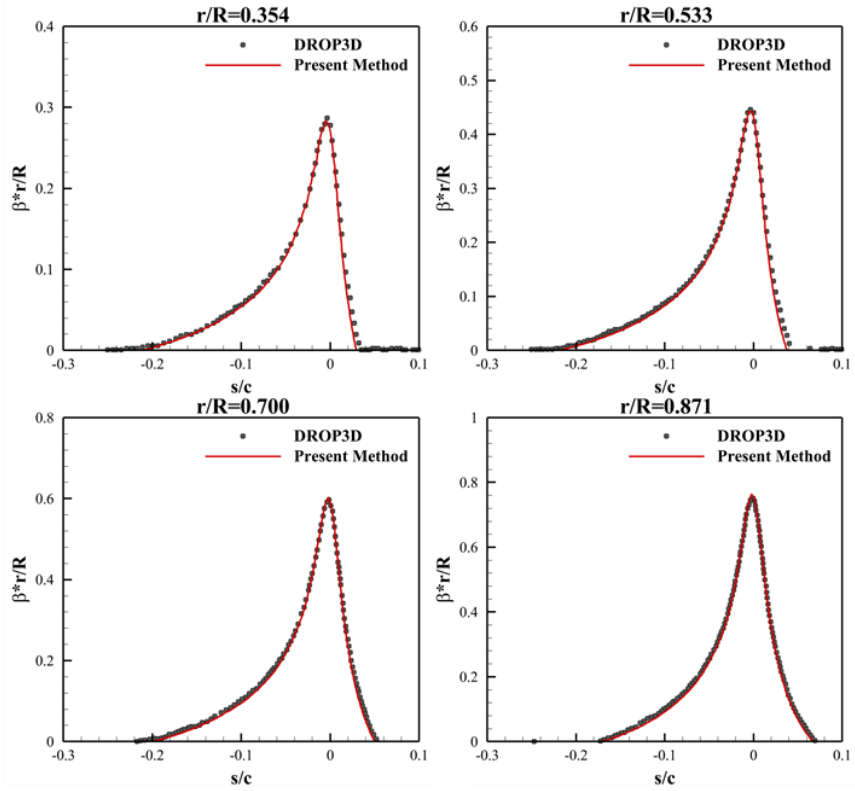 r/R=0.354
0.4
0.3
0.2
0.1
0
β*r/R
DROP3D
Present Method
-0.3
-0.2
-0.1
0
0.1
s/c
r/R=0.533
0.6
0.5
0.4
0.3
0.2
0.1
0
β*r/R
DROP3D
Present Method
-0.3
-0.2
-0.1
0
0.1
s/c
r/R=0.700
0.8
0.6
0.4
0.2
0
β*r/R
DROP3D
Present Method
-0.3
-0.2
-0.1
0
0.1
s/c
r/R=0.871
1
0.8
0.6
0.4
0.2
0
β*r/R
DROP3D
Present Method
-0.3
-0.2
-0.1
0
0.1
s/c